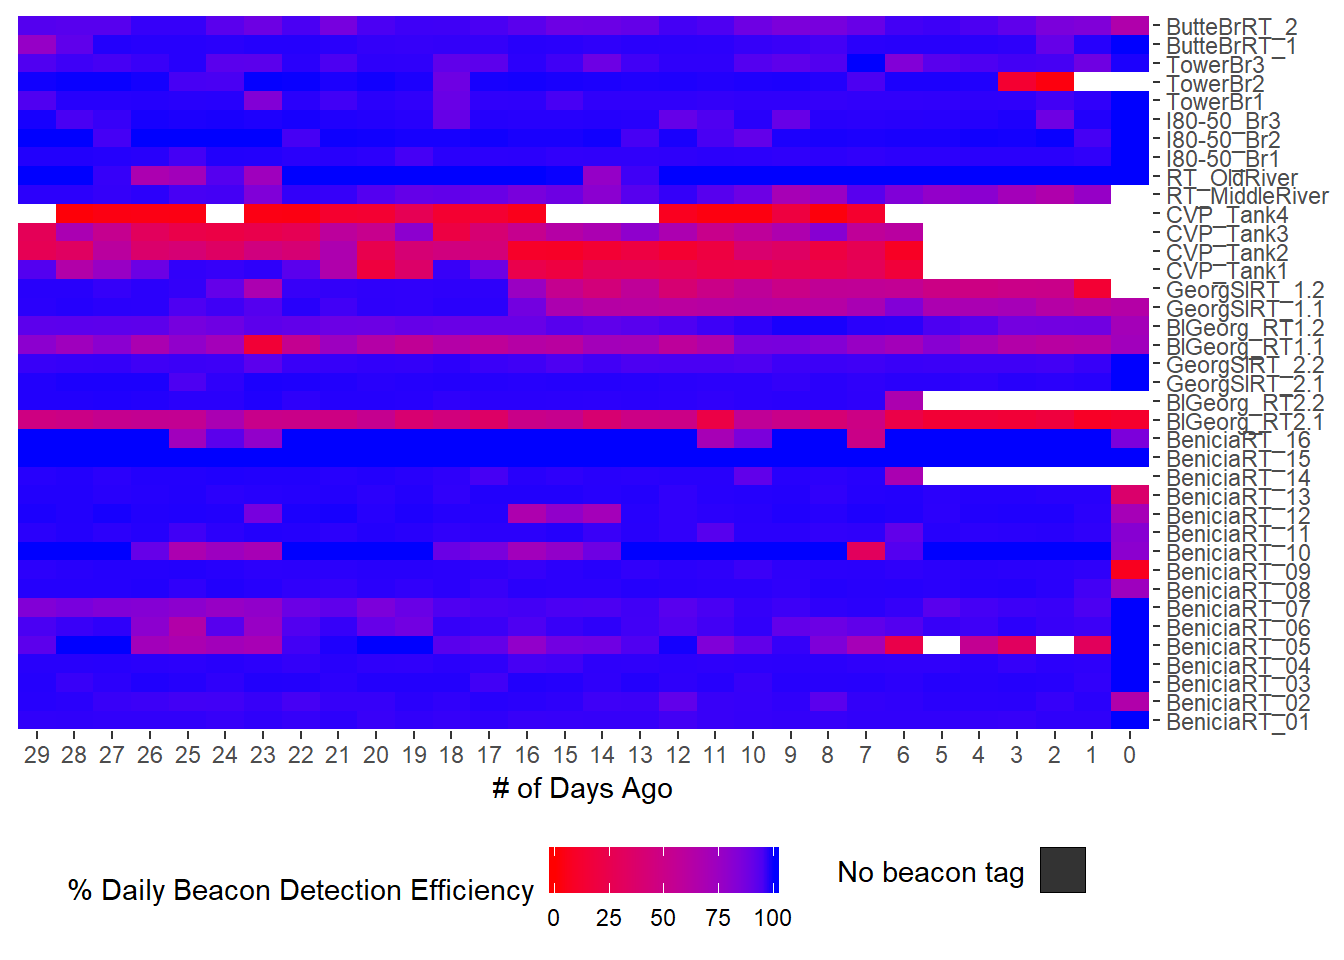 ButteBrRT_2
ButteBrRT_1
TowerBr3
TowerBr2
TowerBr1
I80-50_Br3
I80-50_Br2
I80-50_Br1
RT_OldRiver
RT_MiddleRiver
CVP_Tank4
CVP_Tank3
CVP_Tank2
CVP_Tank1
GeorgSlRT_1.2
GeorgSlRT_1.1
BlGeorg_RT1.2
BlGeorg_RT1.1
GeorgSlRT_2.2
GeorgSlRT_2.1
BlGeorg_RT2.2
BlGeorg_RT2.1
BeniciaRT_16
BeniciaRT_15
BeniciaRT_14
BeniciaRT_13
BeniciaRT_12
BeniciaRT_11
BeniciaRT_10
BeniciaRT_09
BeniciaRT_08
BeniciaRT_07
BeniciaRT_06
BeniciaRT_05
BeniciaRT_04
BeniciaRT_03
BeniciaRT_02
BeniciaRT_01
29 28 27 26 25 24 23 22 21 20 19 18 17 16 15 14 13 12 11 10 9 8 7 6 5 4 3 2 1 0
# of Days Ago
% Daily Beacon Detection Efficiency
0 25 50 75 100
No beacon tag